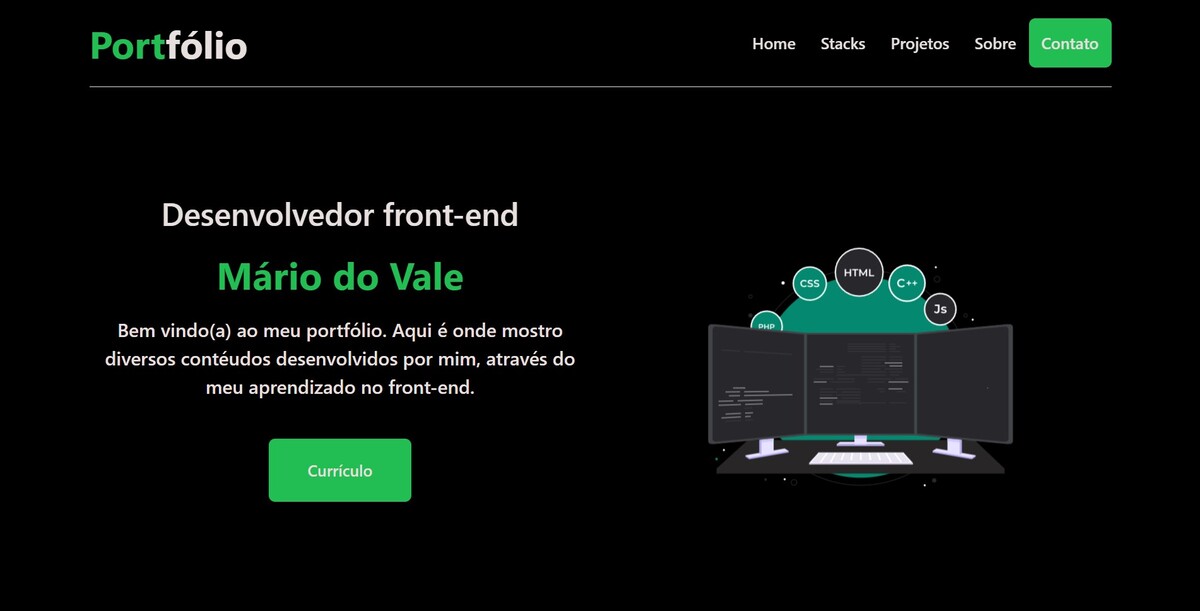 Portfólio
Home Stacks Projetos Sobre Contato
Desenvolvedor front-end
Mário do Vale
Bem vindo(a) ao meu portfólio. Aqui é onde mostro
diversos contéudos desenvolvidos por mim, através do
meu aprendizado no front-end.
Currículo
HTML
CSS
C++
Js
PHP